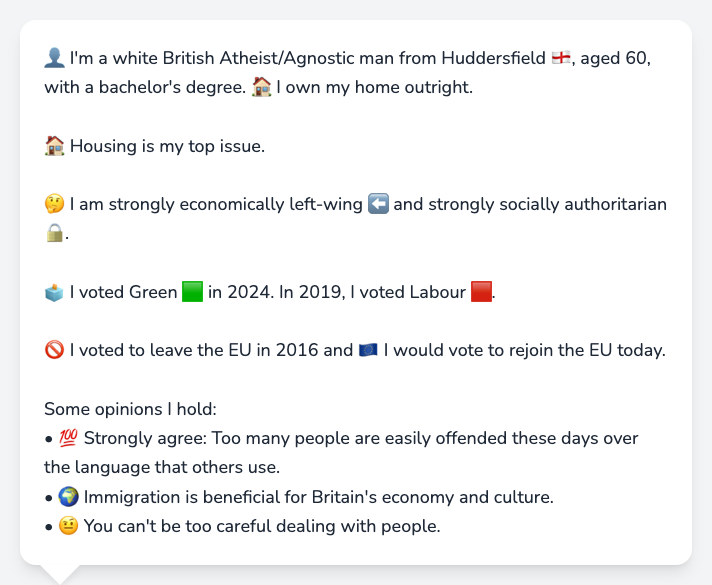 👤 I'm a white British Atheist/Agnostic man from Huddersfield 🏴󠁧󠁢󠁥󠁮󠁧󠁿, aged 60,
with a bachelor's degree. 🏠 I own my home outright.
🏠 Housing is my top issue.
🤔 I am strongly economically left-wing ⬅️ and strongly socially authoritarian
🔒.
🗳️ I voted Green 🟩 in 2024. In 2019, I voted Labour 🟥.
🚫 I voted to leave the EU in 2016 and 🇪🇺 I would vote to rejoin the EU today.
Some opinions I hold:
• 💯 Strongly agree: Too many people are easily offended these days over
the language that others use.
• 🌍 Immigration is beneficial for Britain's economy and culture.
• 🤨 You can't be too careful dealing with people.